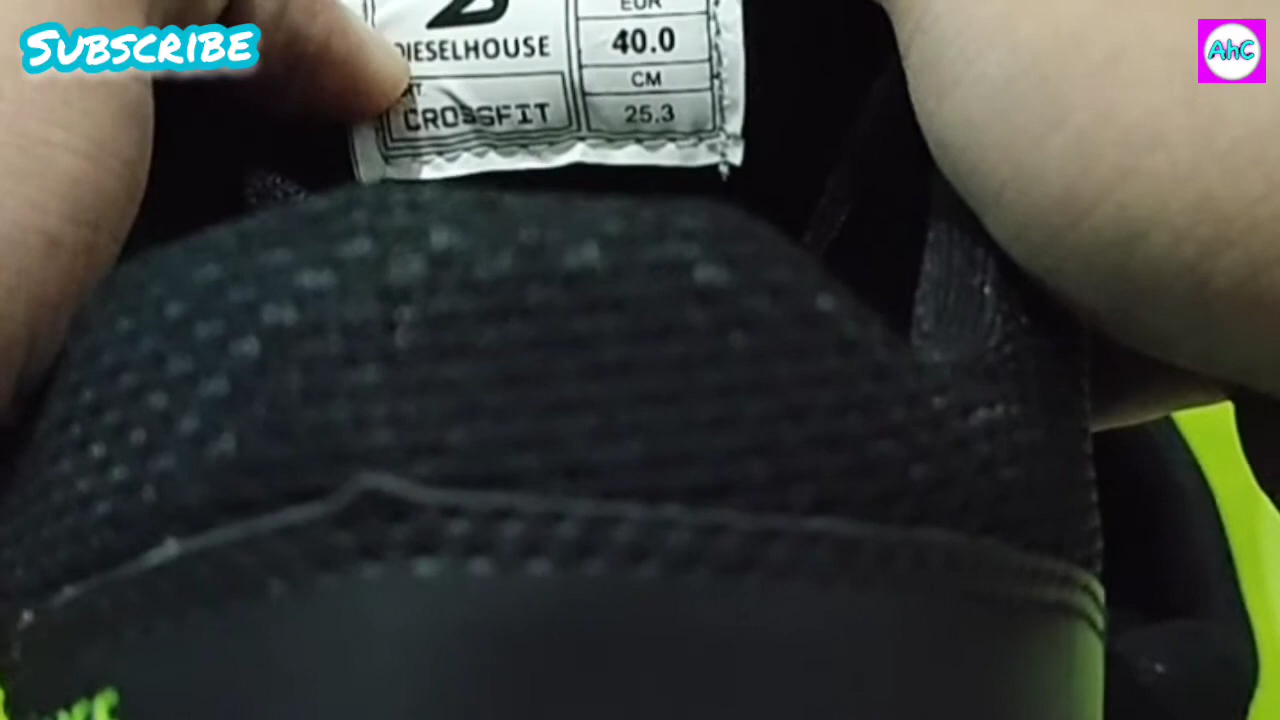 SUBSCRIBE
AhC
EUR
40.0
DIESELHOUSE
CM
CROSSFIT
25.3